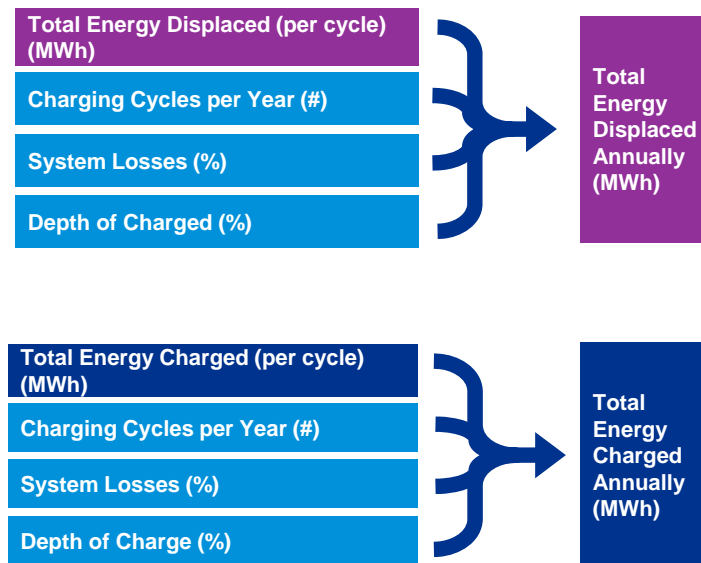 Total Energy Displaced (per cycle)
(MWh)
Charging Cycles per Year (#)
System Losses (%)
Depth of Charged (%)
Total
Energy
Displaced
Annually
(MWh)
Total Energy Charged (per cycle)
(MWh)
Charging Cycles per Year (#)
System Losses (%)
Depth of Charge (%)
Total
Energy
Charged
Annually
(MWh)